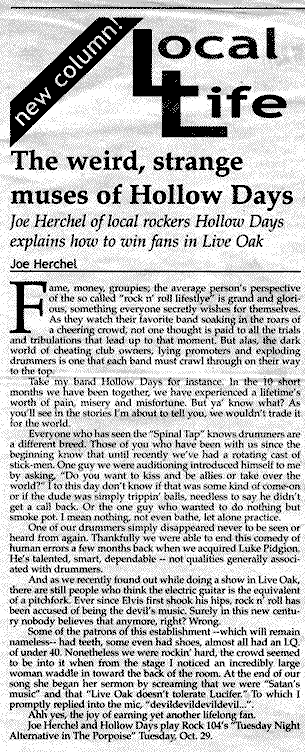 new column!
Local
Life
The weird, strange
muses of Hollow Days
Joe Herchel of local rockers Hollow Days
explains how to win fans in Live Oak
Joe Herchel
Fame, money, groupies; the average person's perspective
of the so called "rock n' roll lifestlye" is grand and glori-
ous, something everyone secretly wishes for themselves.
As they watch their favorite band soaking in the roars of
a cheering crowd, not one thought is paid to all the trials
and tribulations that lead up to that moment. But alas, the dark
world of cheating club owners, lying promoters and exploding
drummers is one that each band must crawl through on their way
to the top.
Take my band Hollow Days for instance. In the 10 short
months we have been together, we have experienced a lifetime's
worth of pain, misery and misfortune. But ya' know what? As
you'll see in the stories I'm about to tell you, we wouldn't trade it
for the world.
Everyone who has seen the "Spinal Tap" knows drummers are
a different breed. Those of you who have been with us since the
beginning know that until recently we've had a rotating cast of
stick-men. One guy we were auditioning introduced himself to me
by asking, "Do you want to kiss and be allies or take over the
world?" I to this day don't know if that was some kind of come-on
or if the dude was simply trippin' balls, needless to say he didn't
get a call back. Or the one guy who wanted to do nothing but
smoke pot. I mean nothing, not even bathe, let alone practice.
One of our drummers simply disappeared never to be seen or
heard from again. Thankfully we were able to end this comedy of
human errors a few months back when we acquired Luke Pidgion.
He's talented, smart, dependable -- not qualities generally associ-
ated with drummers.
And as we recently found out while doing a show in Live Oak,
there are still people who think the electric guitar is the equivalent
of a pitchfork. Ever since Elvis first shook his hips, rock n' roll has
been accused of being the devil's music. Surely in this new centu-
ry nobody believes that anymore, right? Wrong.
Some of the patrons of this establishment --which will remain
nameless-- had teeth, some even had shoes, almost all had an I.Q.
of under 40. Nonetheless we were rockin' hard, the crowd seemed
to be into it when from the stage I noticed an incredibly large
woman waddle in toward the back of the room. At the end of our
song she began her sermon by screaming that we were "Satan's
music" and that "Live Oak doesn't tolerate Lucifer." To which I
promptly replied into the mic, "devildevildevildevil...".
Ahh yes, the joy of earning yet another lifelong fan.
Joe Herchel and Hollow Days play Rock 104's "Tuesday Night
Alternative in The Porpoise" Tuesday, Oct. 29.